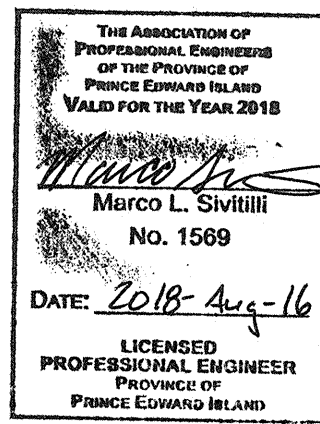 THE ASSOCIATION OF
PROFESSIONAL ENGINEERS
OF THE PROVINCE OF
PRINCE EDWARD ISLAND
VALID FOR THE YEAR 2018
Marco L. Sivitilli
No. 1569
DATE: 2018-Aug-16
LICENSED
PROFESSIONAL ENGINEER
PROVINCE OF
PRINCE EDWARD ISLAND